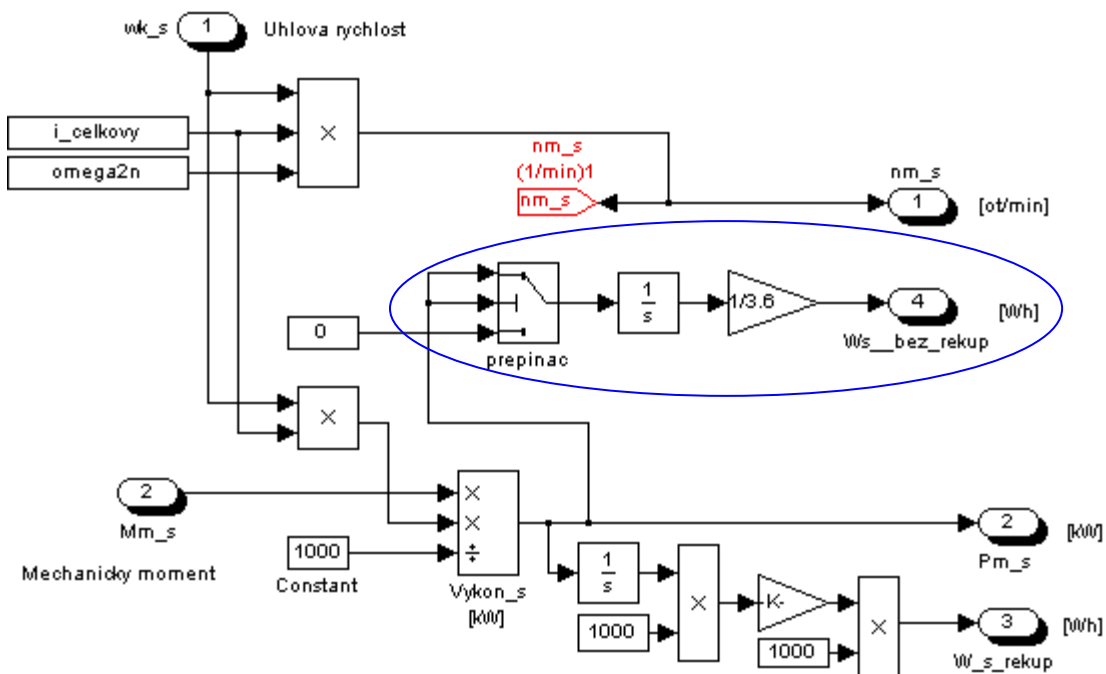 wk_s
1
Uhlova rychlost
i_celkovy
omega2n
×
nm_s
(1/min)1
nm_s
nm_s
1
[ot/min]
0
prepinac
1
s
1/3.6
4
[Wh]
Ws__bez_rekup
×
2
Mm_s
Mechanicky moment
1000
Constant
×
×
÷
Vykon_s
[kW]
2
[kW]
Pm_s
1
s
1000
×
-K-
1000
×
3
[Wh]
W_s_rekup